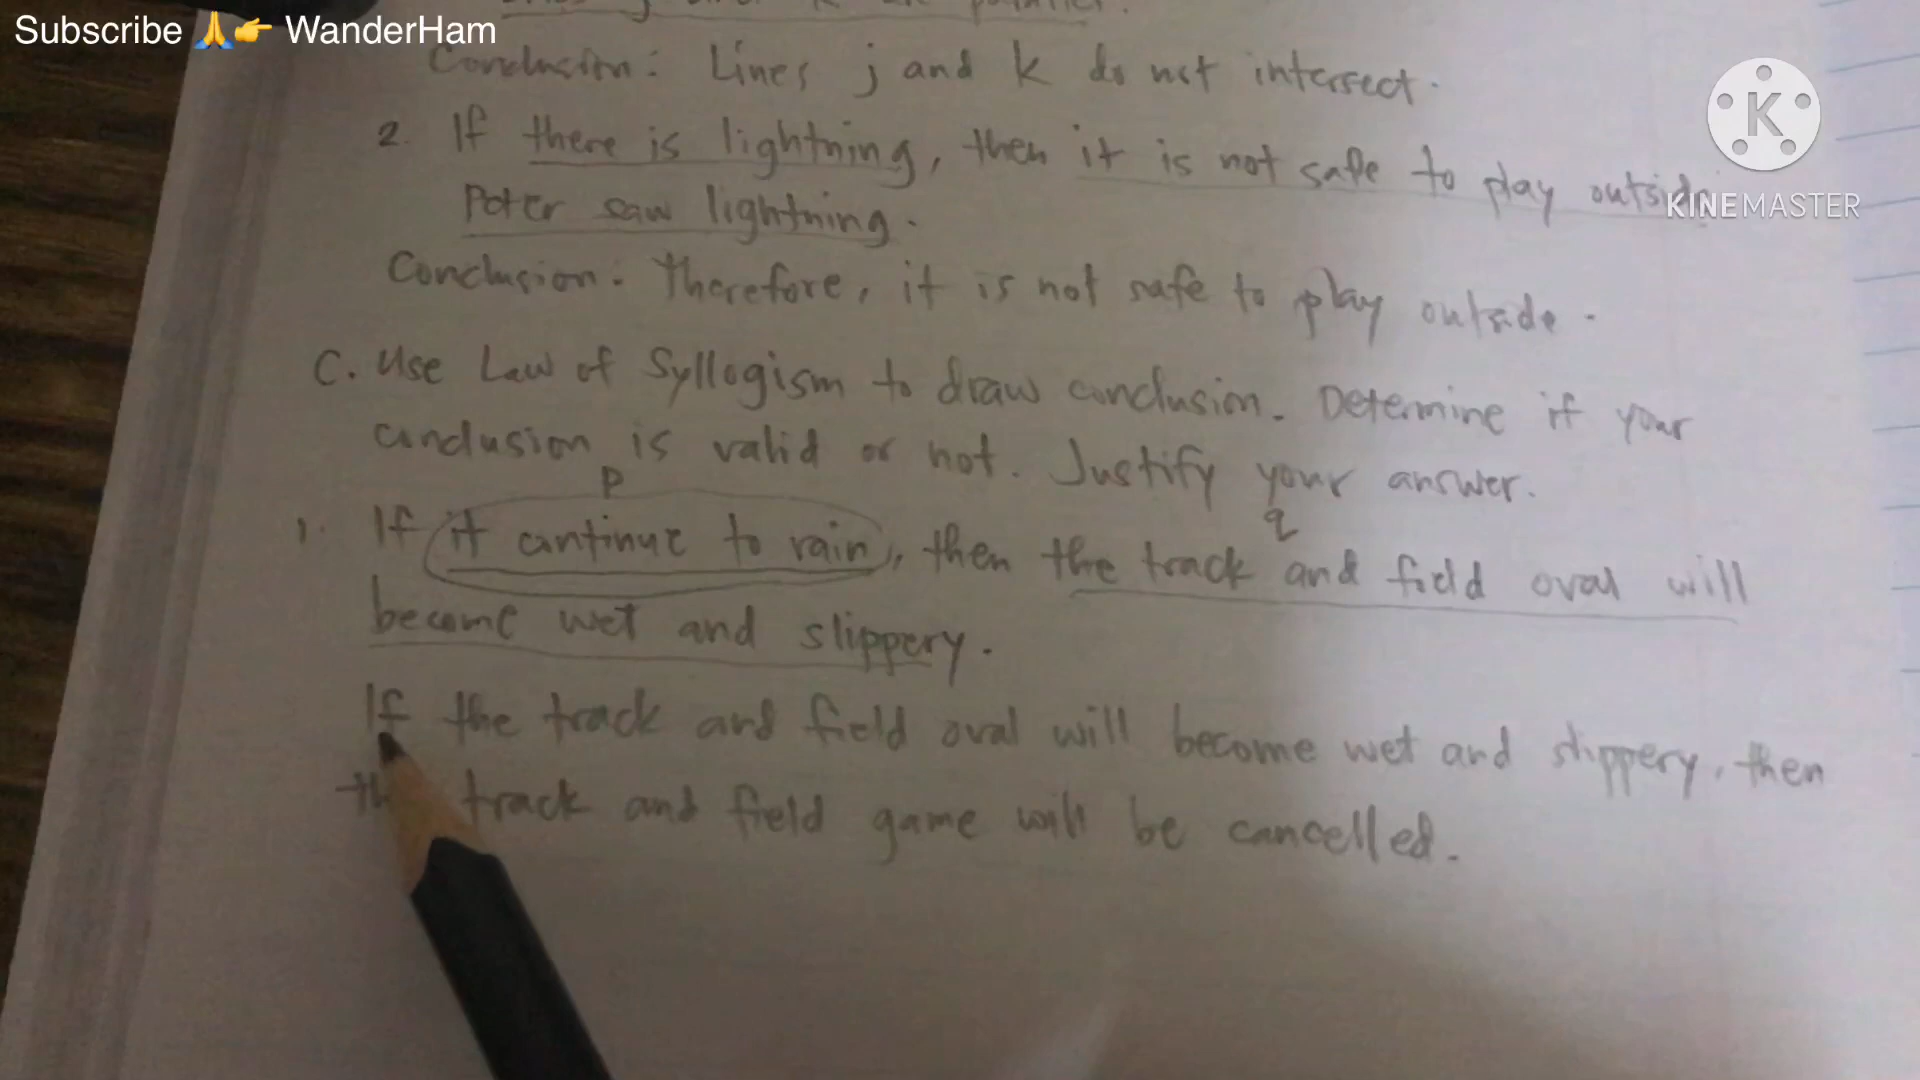 Subscribe 🙏👉 WanderHam
Conclusion: Lines j and k do not intersect.
K
2. If there is lightning, then it is not safe to play outside.
KINEMASTER
Peter saw lightning.
Conclusion: Therefore, it is not safe to play outside.
C. Use Law of Syllogism to draw conclusion. Determine if your
conclusion is valid or not. Justify your answer.
p q
1. If it continue to rain, then the track and field oval will
become wet and slippery.
If the track and field oval will become wet and slippery, then
track and field game will be cancelled.